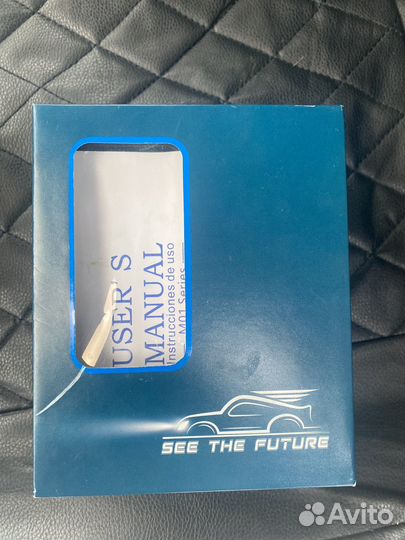 USER S
MANUAL
Instrucciones de uso
— M01 Series —
SEE THE FUTURE
Avito